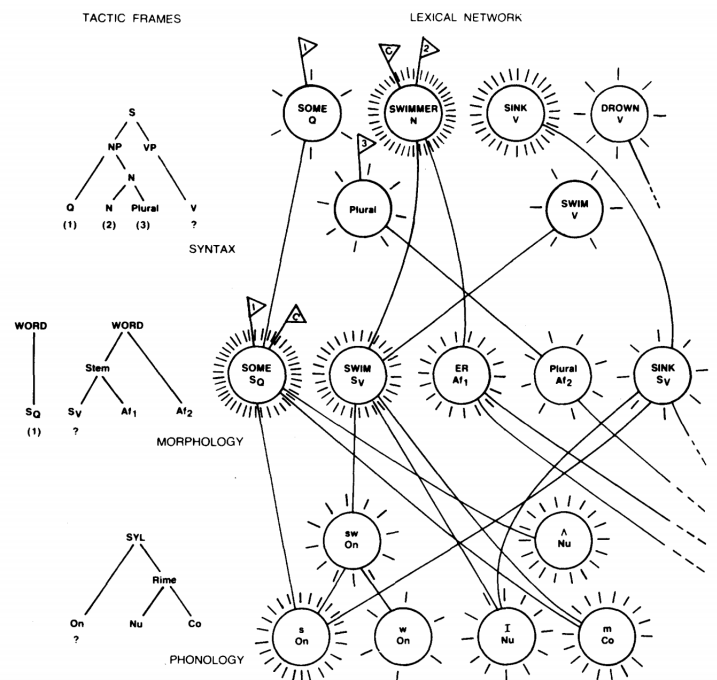 TACTIC FRAMES
LEXICAL NETWORK
1
C
2
SOME
Q
SWIMMER
N
SINK
V
DROWN
V
S
NP VP
3
N
Plural
SWIM
V
Q N Plural V
(1) (2) (3) ?
SYNTAX
1
C
WORD WORD
SOME
SQ
SWIM
SV
ER
Af1
Plural
Af2
SINK
SV
Stem
SQ SV Af1 Af2
(1) ?
MORPHOLOGY
sw
On
Λ
Nu
SYL
Rime
On Nu Co
?
s
On
w
On
I
Nu
m
Co
PHONOLOGY